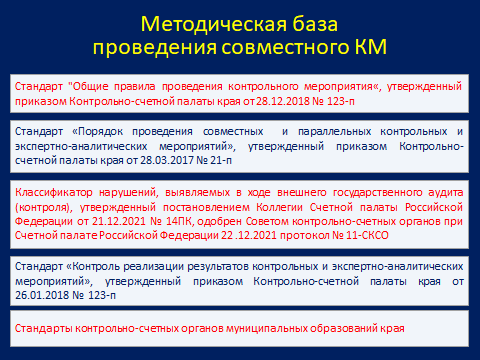 Методическая база
проведения совместного КМ
Стандарт "Общие правила проведения контрольного мероприятия“, утвержденный
приказом Контрольно-счетной палаты края от 28.12.2018 № 123-п
Стандарт «Порядок проведения совместных и параллельных контрольных и
экспертно-аналитических мероприятий», утвержденный приказом Контрольно-
счетной палаты края от 28.03.2017 № 21-п
Классификатор нарушений, выявляемых в ходе внешнего государственного аудита
(контроля), утвержденный постановлением Коллегии Счетной палаты Российской
Федерации от 21.12.2021 № 14ПК, одобрен Советом контрольно-счетных органов при
Счетной палате Российской Федерации 22 .12.2021 протокол № 11-СКСО
Стандарт «Контроль реализации результатов контрольных и экспертно-аналитических
мероприятий», утвержденный приказом Контрольно-счетной палаты края от
26.01.2018 № 123-п
Стандарты контрольно-счетных органов муниципальных образований края